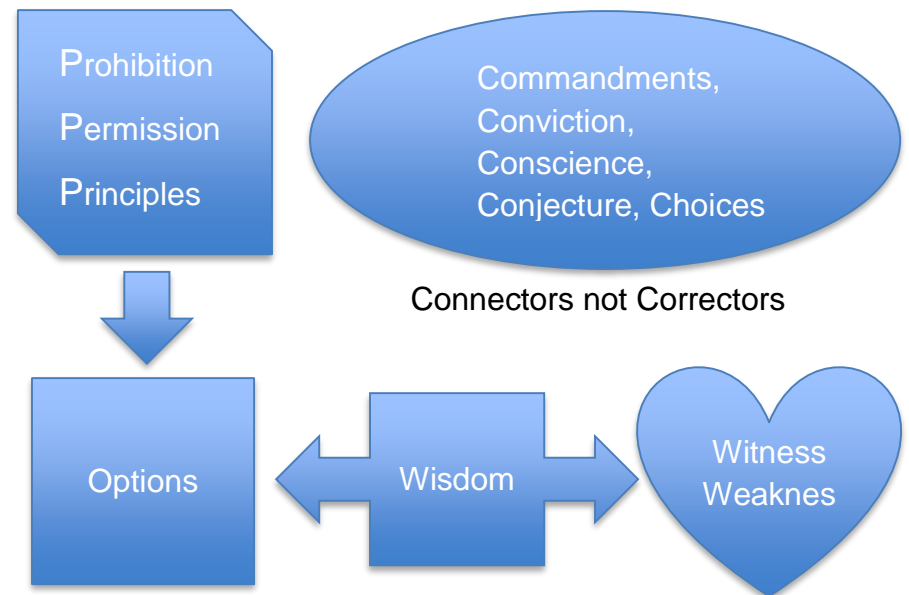 Prohibition
Permission
Principles
Commandments,
Conviction,
Conscience,
Conjecture, Choices
Connectors not Correctors
Options
Wisdom
Witness
Weaknes